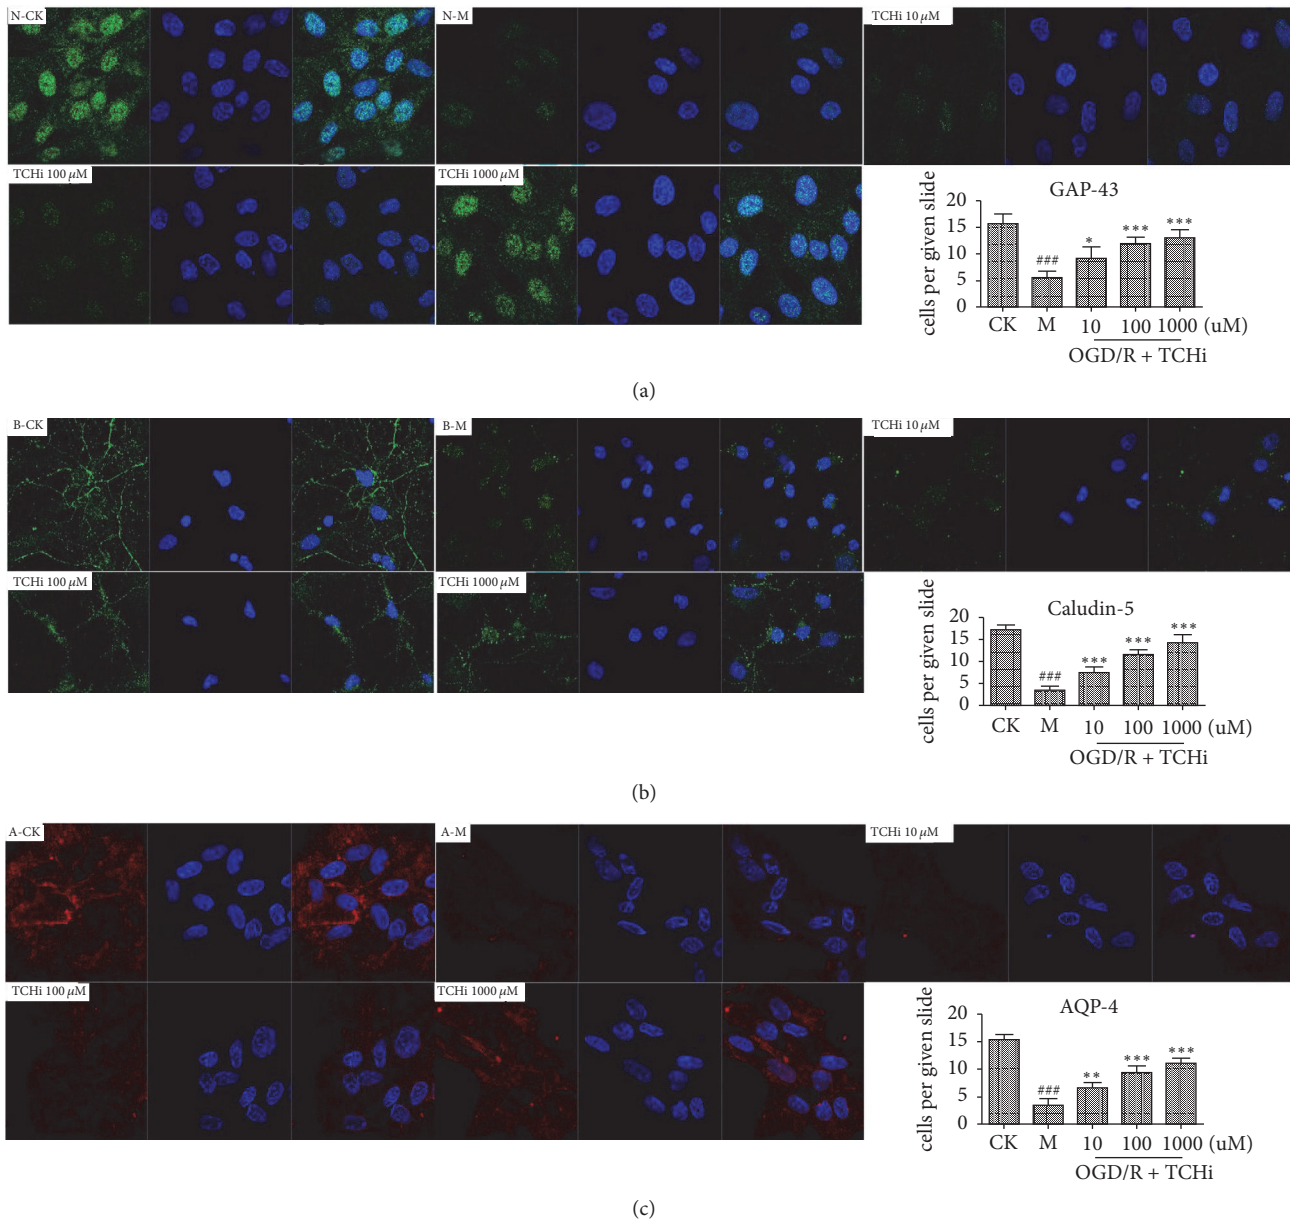 N-CK
N-M
TCHi 10 μM
TCHi 100 μM
TCHi 1000 μM
GAP-43
cells per given slide
20
15
10
5
0
###
*
***
***
CK M 10 100 1000 (uM)
OGD/R + TCHi
(a)
B-CK
B-M
TCHi 10 μM
TCHi 100 μM
TCHi 1000 μM
Caludin-5
cells per given slide
20
15
10
5
0
###
***
***
***
CK M 10 100 1000 (uM)
OGD/R + TCHi
(b)
A-CK
A-M
TCHi 10 μM
TCHi 100 μM
TCHi 1000 μM
AQP-4
cells per given slide
20
15
10
5
0
###
**
***
***
CK M 10 100 1000 (uM)
OGD/R + TCHi
(c)